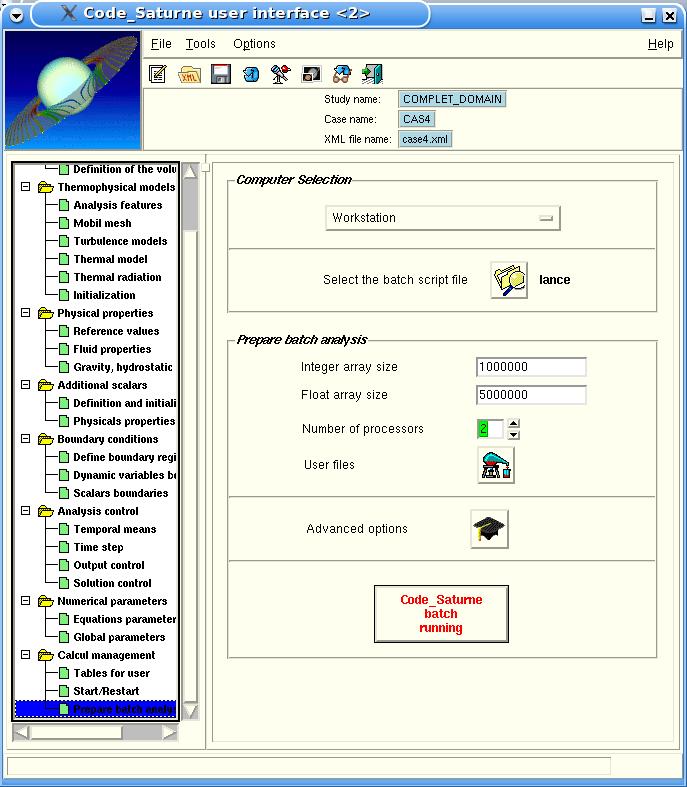 Code_Saturne user interface <2>
File Tools Options Help
Study name: COMPLET_DOMAIN
Case name: CAS4
XML file name: case4.xml
Definition of the volu
Thermophysical models
Analysis features
Mobil mesh
Turbulence models
Thermal model
Thermal radiation
Initialization
Physical properties
Reference values
Fluid properties
Gravity, hydrostatic
Additional scalars
Definition and initiali
Physicals properties
Boundary conditions
Define boundary regi
Dynamic variables bo
Scalars boundaries
Analysis control
Temporal means
Time step
Output control
Solution control
Numerical parameters
Equations parameter
Global parameters
Calcul management
Tables for user
Start/Restart
Prepare batch analy
Computer Selection
Workstation
Select the batch script file lance
Prepare batch analysis
Integer array size 1000000
Float array size 5000000
Number of processors 2
User files
Advanced options
Code_Saturne
batch
running